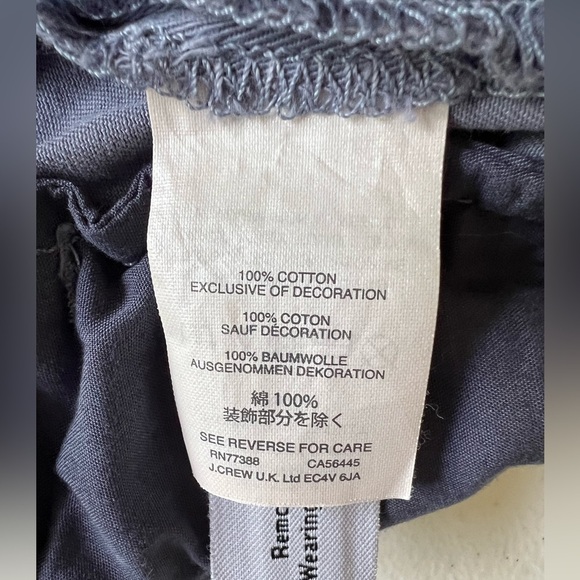 100% COTTON
EXCLUSIVE OF DECORATION
100% COTON
SAUF DÉCORATION
100% BAUMWOLLE
AUSGENOMMEN DEKORATION
綿 100%
装飾部分を除く
SEE REVERSE FOR CARE
RN77388 CA56445
J.CREW U.K. Ltd EC4V 6JA
Wearing